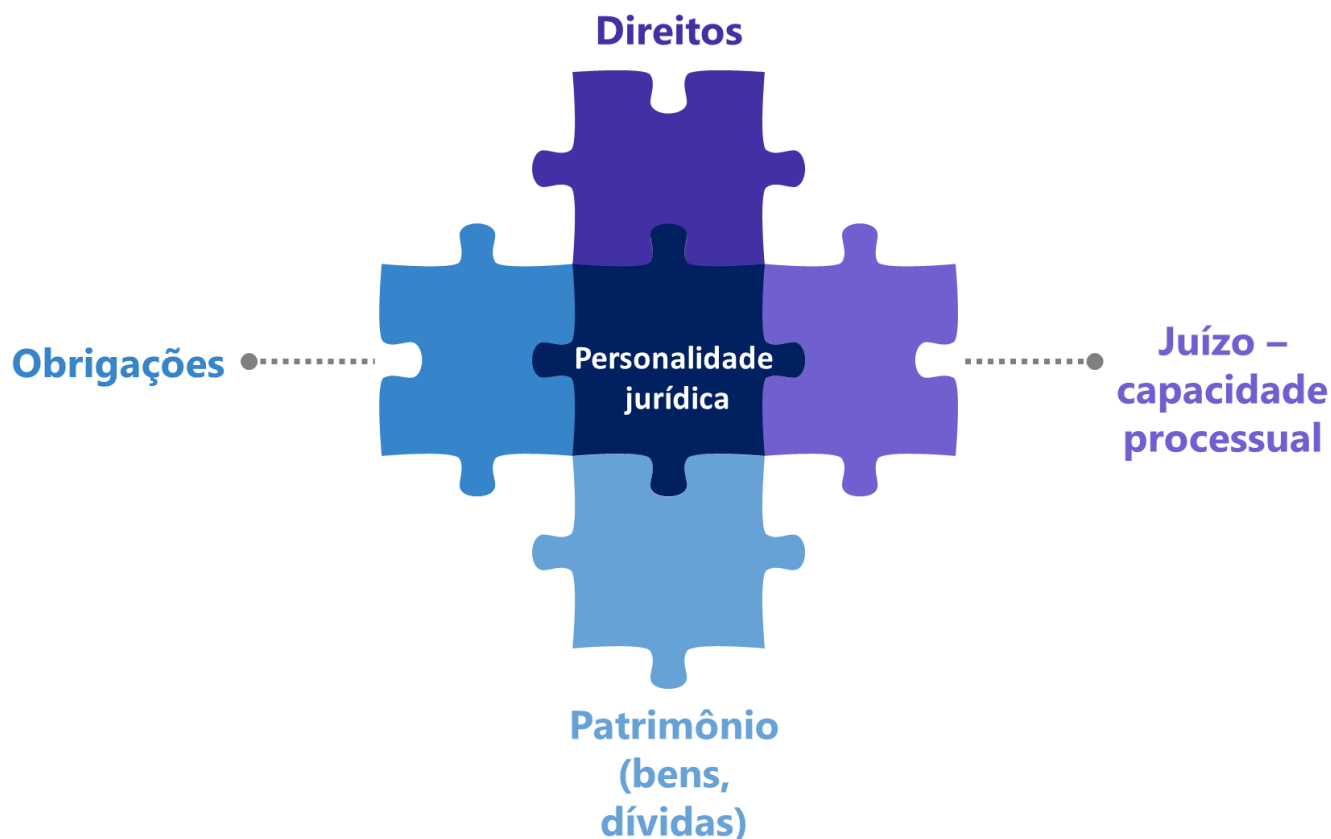 Direitos
Obrigações
Personalidade
jurídica
Juízo –
capacidade
processual
Patrimônio
(bens,
dívidas)